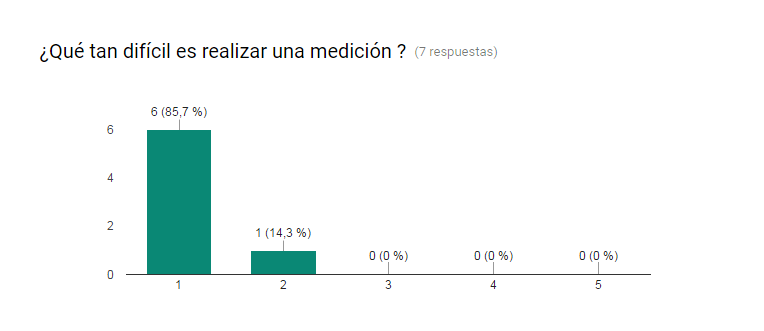 ¿Qué tan difícil es realizar una medición ? (7 respuestas)
6 (85,7 %)
6
4
2
1 (14,3 %)
0 (0 %) 0 (0 %) 0 (0 %)
0
1 2 3 4 5